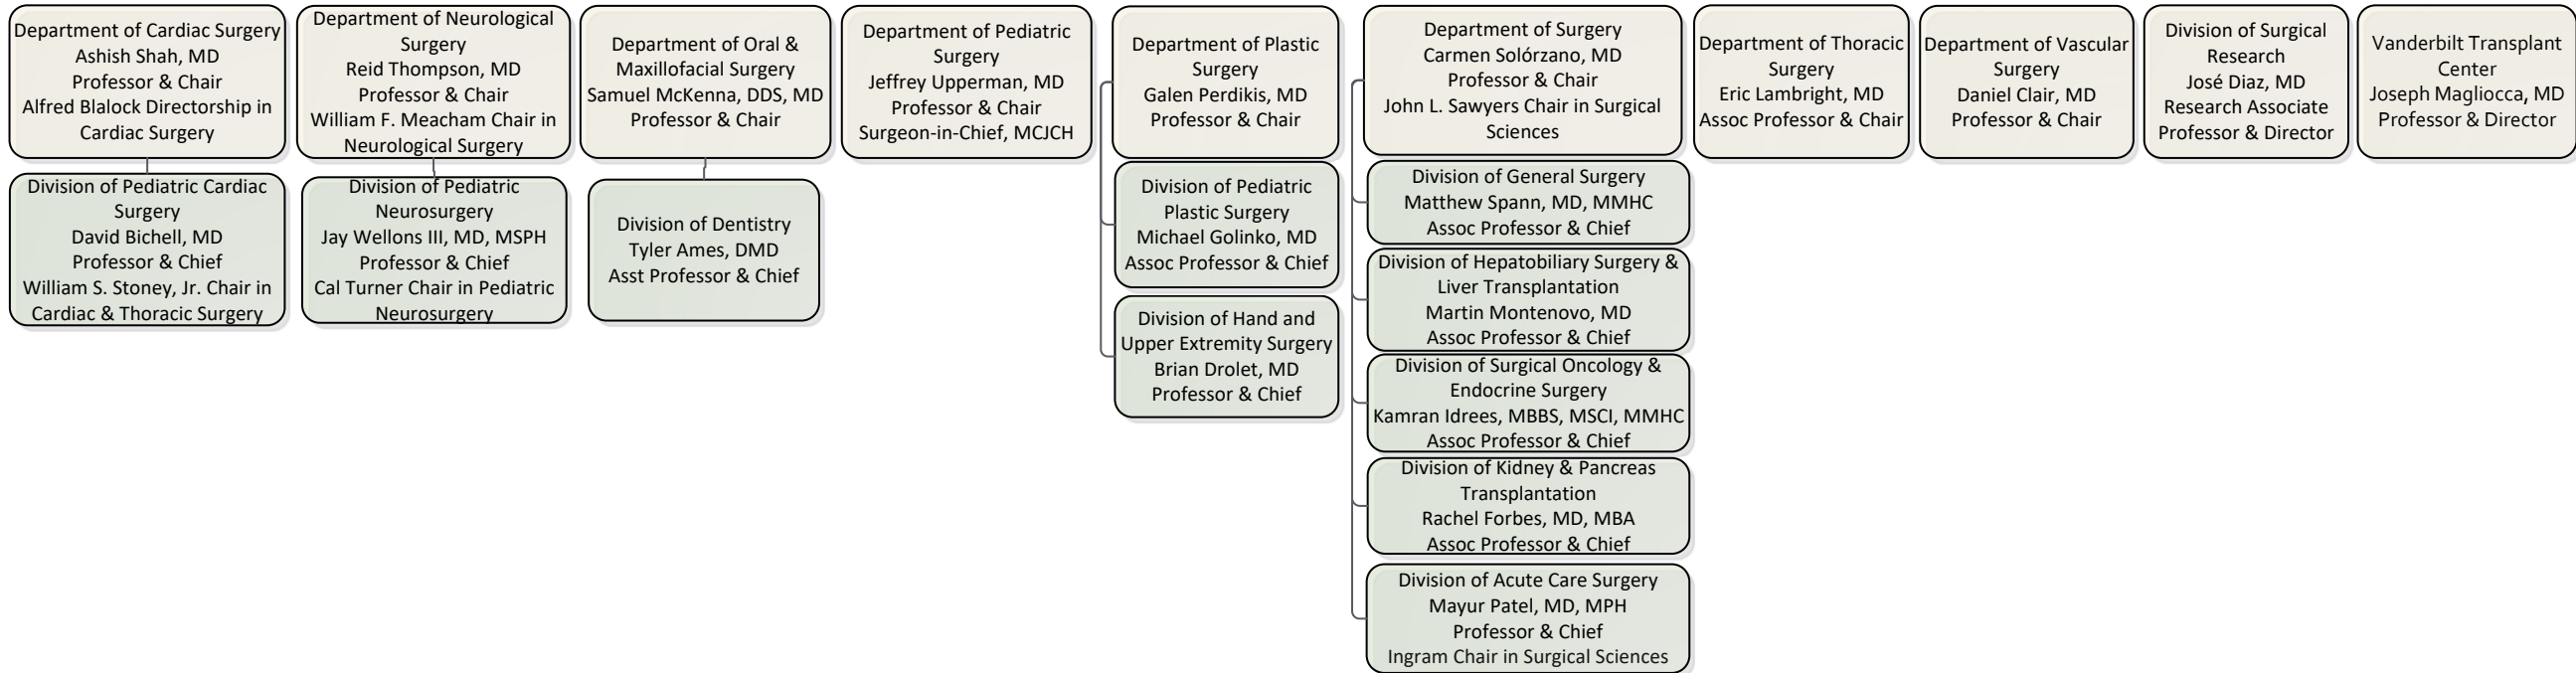 Department of Cardiac Surgery
Ashish Shah, MD
Professor & Chair
Alfred Blalock Directorship in
Cardiac Surgery
Department of Neurological
Surgery
Reid Thompson, MD
Professor & Chair
William F. Meacham Chair in
Neurological Surgery
Department of Oral &
Maxillofacial Surgery
Samuel McKenna, DDS, MD
Professor & Chair
Department of Pediatric
Surgery
Jeffrey Upperman, MD
Professor & Chair
Surgeon-in-Chief, MCJCH
Department of Plastic
Surgery
Galen Perdikis, MD
Professor & Chair
Department of Surgery
Carmen Solórzano, MD
Professor & Chair
John L. Sawyers Chair in Surgical
Sciences
Department of Thoracic
Surgery
Eric Lambright, MD
Assoc Professor & Chair
Department of Vascular
Surgery
Daniel Clair, MD
Professor & Chair
Division of Surgical
Research
José Diaz, MD
Research Associate
Professor & Director
Vanderbilt Transplant
Center
Joseph Magliocca, MD
Professor & Director
Division of Pediatric Cardiac
Surgery
David Bichell, MD
Professor & Chief
William S. Stoney, Jr. Chair in
Cardiac & Thoracic Surgery
Division of Pediatric
Neurosurgery
Jay Wellons III, MD, MSPH
Professor & Chief
Cal Turner Chair in Pediatric
Neurosurgery
Division of Dentistry
Tyler Ames, DMD
Asst Professor & Chief
Division of Pediatric
Plastic Surgery
Michael Golinko, MD
Assoc Professor & Chief
Division of Hand and
Upper Extremity Surgery
Brian Drolet, MD
Professor & Chief
Division of General Surgery
Matthew Spann, MD, MMHC
Assoc Professor & Chief
Division of Hepatobiliary Surgery &
Liver Transplantation
Martin Montenovo, MD
Assoc Professor & Chief
Division of Surgical Oncology &
Endocrine Surgery
Kamran Idrees, MBBS, MSCI, MMHC
Assoc Professor & Chief
Division of Kidney & Pancreas
Transplantation
Rachel Forbes, MD, MBA
Assoc Professor & Chief
Division of Acute Care Surgery
Mayur Patel, MD, MPH
Professor & Chief
Ingram Chair in Surgical Sciences